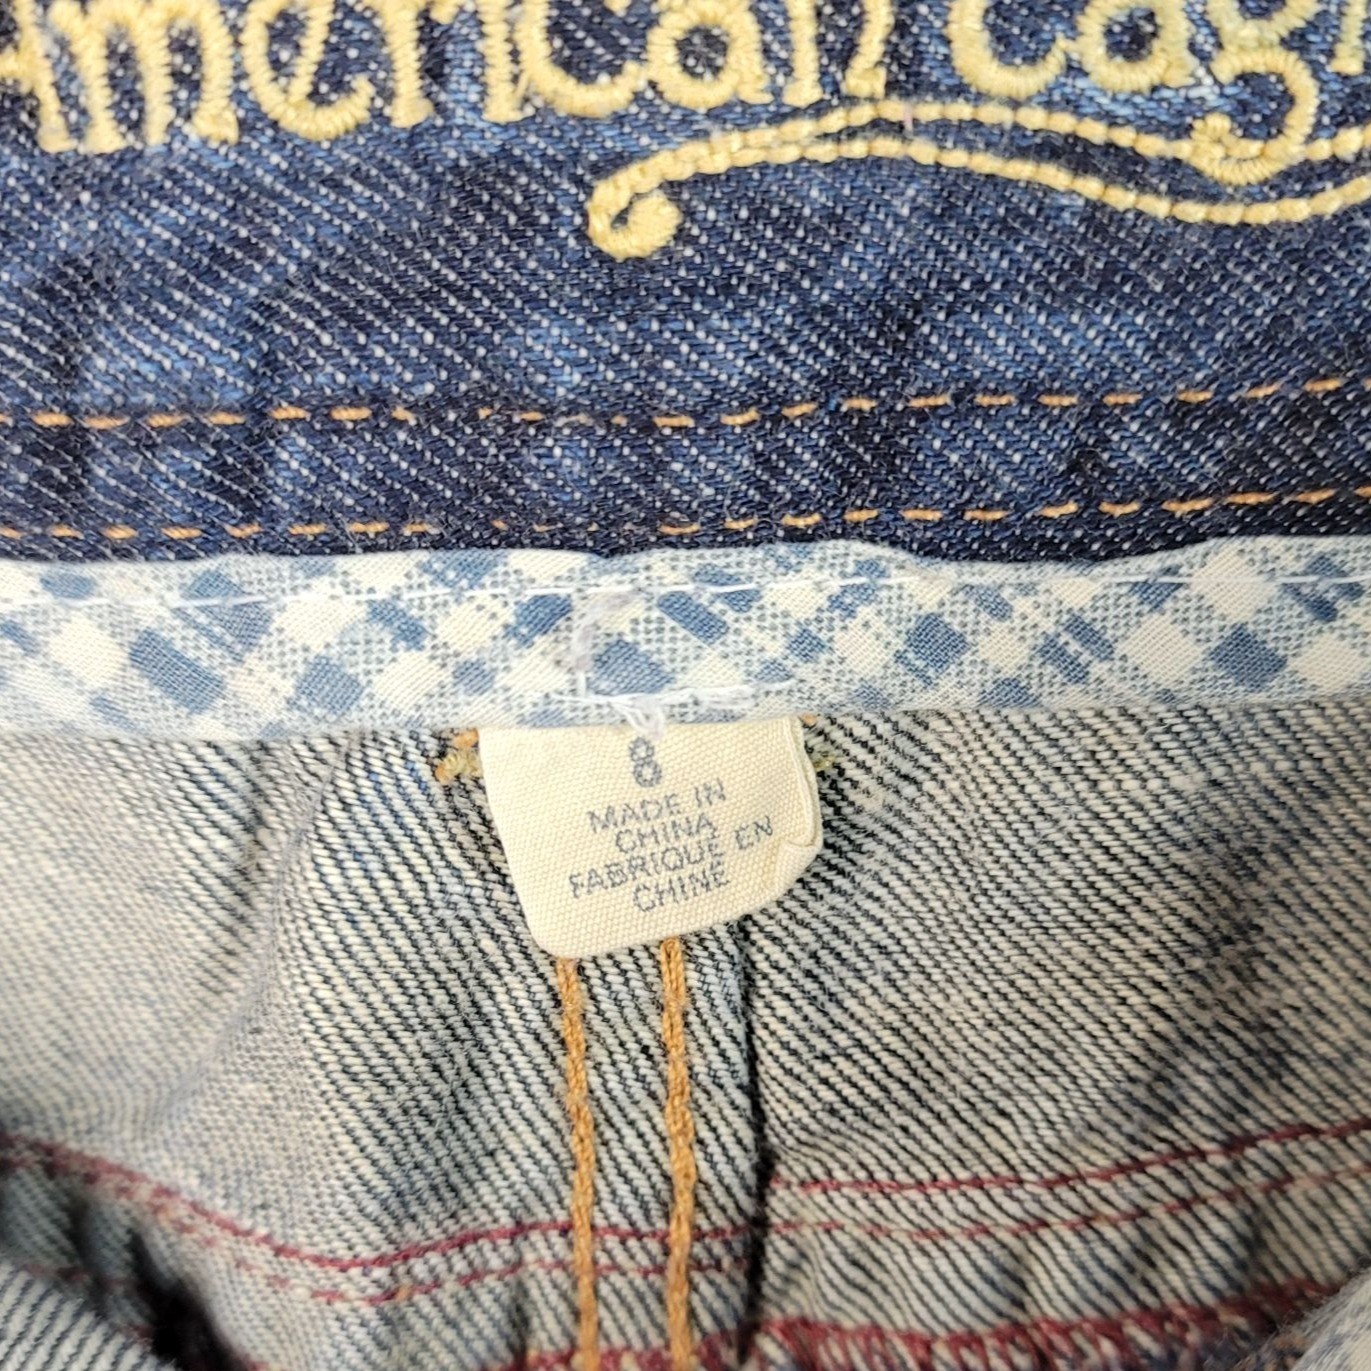 American Eagl
8
MADE IN
CHINA
FABRIQUE EN
CHINE